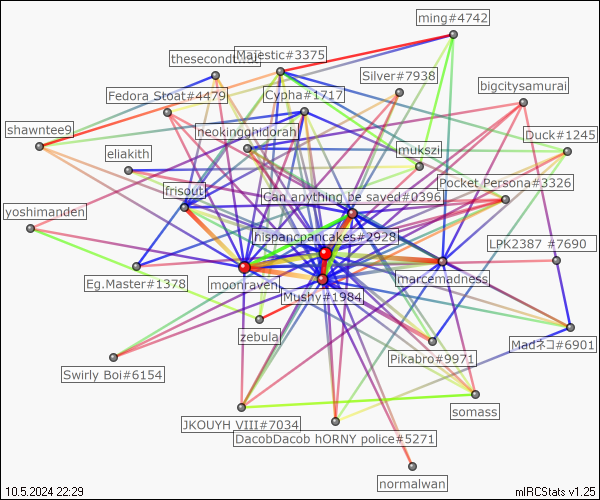 ming#4742
Majestic#3375
Silver#7938
bigcitysamurai
Fedora Stoat#4479
Cypha#1717
shawntee9
neokingghidorah
Duck#1245
eliakith
mukszi
Pocket Persona#3326
frisout
Can anything be saved#0396
yoshimanden
hispancpancakes#2928
LPK2387 #7690
Eg.Master#1378
moonraven
marcemadness
Mushy#1984
zebula
Madネコ#6901
Pikabro#9971
Swirly Boi#6154
somass
JKOUYH VIII#7034
DacobDacob hORNY police#5271
normalwan
10.5.2024 22:29
mIRCStats v1.25